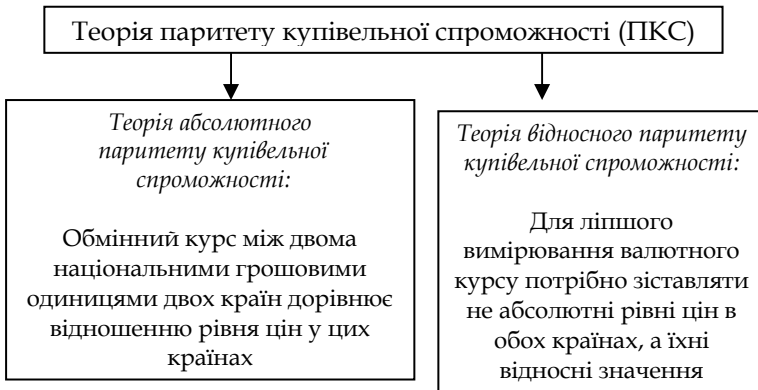 Теорія паритету купівельної спроможності (ПКС)
Теорія абсолютного
паритету купівельної
спроможності:
Обмінний курс між двома
національними грошовими
одиницями двох країн дорівнює
відношенню рівня цін у цих
країнах
Теорія відносного паритету
купівельної спроможності:
Для ліпшого
вимірювання валютного
курсу потрібно зіставляти
не абсолютні рівні цін в
обох країнах, а їхні
відносні значення